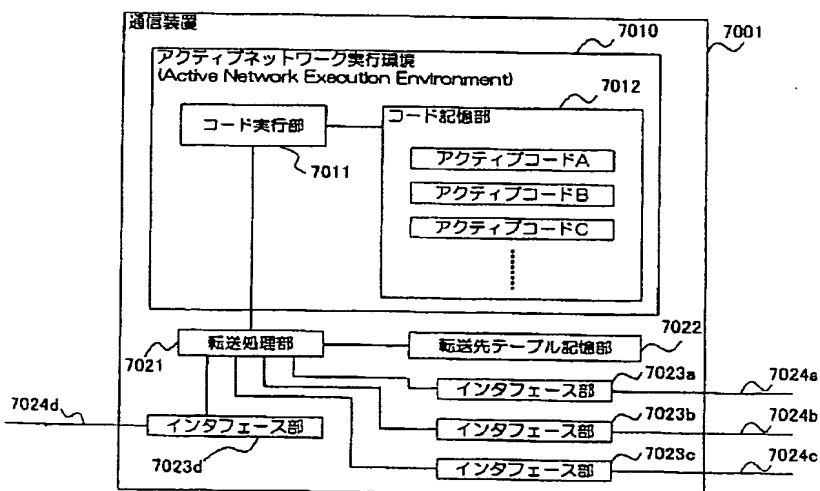 通信装置
7010
7001
アクティブネットワーク実行環境
(Active Network Execution Environment)
7012
コード実行部
コード記憶部
7011
アクティブコードA
アクティブコードB
アクティブコードC
転送処理部
転送先テーブル記憶部
7022
7021
7023a
インタフェース部
7024a
7024d
インタフェース部
7023b
インタフェース部
7024b
7023d
7023c
インタフェース部
7024c